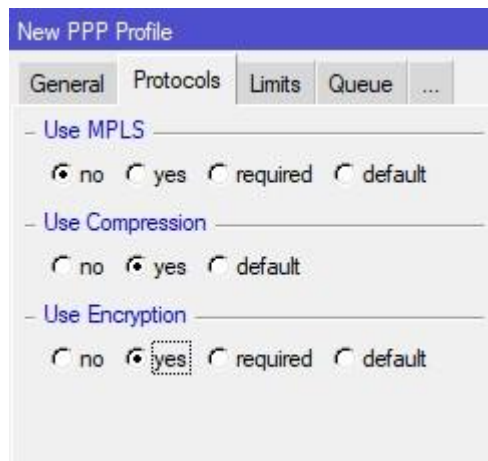 New PPP Profile
General Protocols Limits Queue ...
Use MPLS
no yes required default
Use Compression
no yes default
Use Encryption
no yes required default